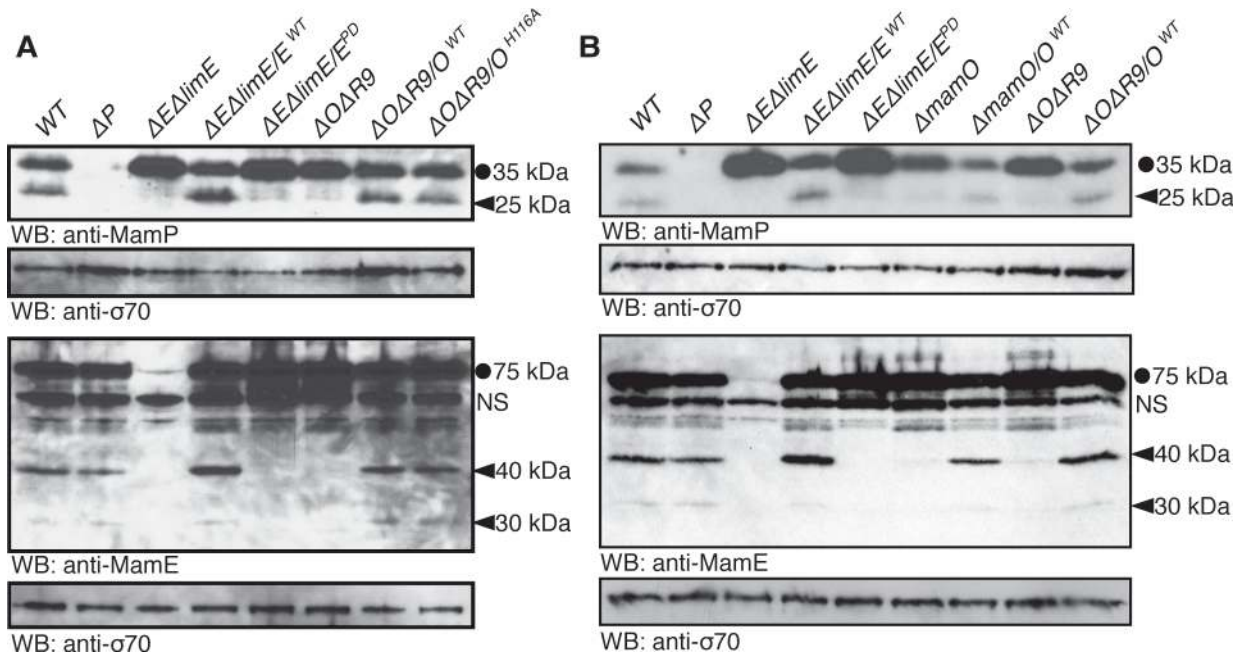 A
WT
ΔP
ΔEΔlimE
ΔEΔlimE/E^WT
ΔEΔlimE/E^PD
ΔOΔR9
ΔOΔR9/O^WT
ΔOΔR9/O^H116A
●35 kDa
◄25 kDa
WB: anti-MamP
WB: anti-σ70
●75 kDa
NS
◄40 kDa
◄30 kDa
WB: anti-MamE
WB: anti-σ70
B
WT
ΔP
ΔEΔlimE
ΔEΔlimE/E^WT
ΔEΔlimE/E^PD
ΔmamO
ΔmamO/O^WT
ΔOΔR9
ΔOΔR9/O^WT
●35 kDa
◄25 kDa
WB: anti-MamP
WB: anti-σ70
●75 kDa
NS
◄40 kDa
◄30 kDa
WB: anti-MamE
WB: anti-σ70